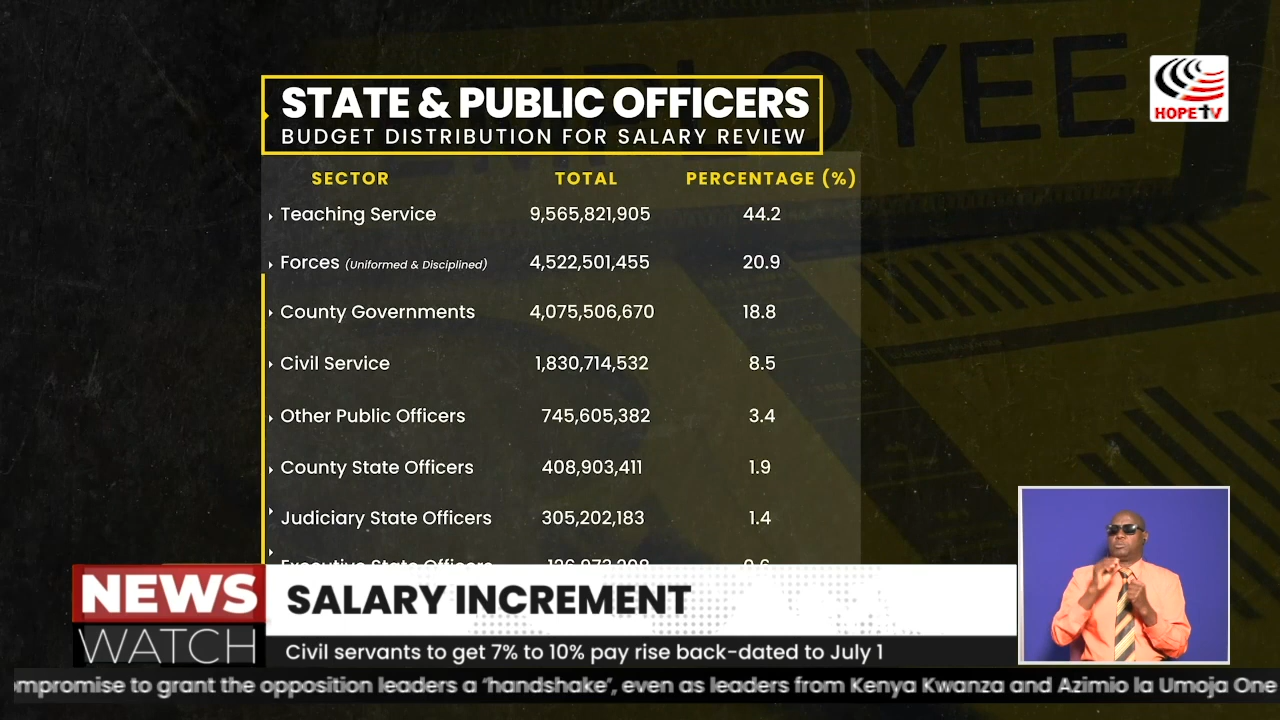 EMPLOYEE
HOPE TV
STATE & PUBLIC OFFICERS
BUDGET DISTRIBUTION FOR SALARY REVIEW
SECTOR TOTAL PERCENTAGE (%)
Teaching Service 9,565,821,905 44.2
Forces (Uniformed & Disciplined) 4,522,501,455 20.9
County Governments 4,075,506,670 18.8
Civil Service 1,830,714,532 8.5
Other Public Officers 745,605,382 3.4
County State Officers 408,903,411 1.9
Judiciary State Officers 305,202,183 1.4
Executive State Officers
NEWS WATCH
SALARY INCREMENT
Civil servants to get 7% to 10% pay rise back-dated to July 1
to grant the opposition leaders a 'handshake', even as leaders from Kenya Kwanza and Azimio la Umoja One